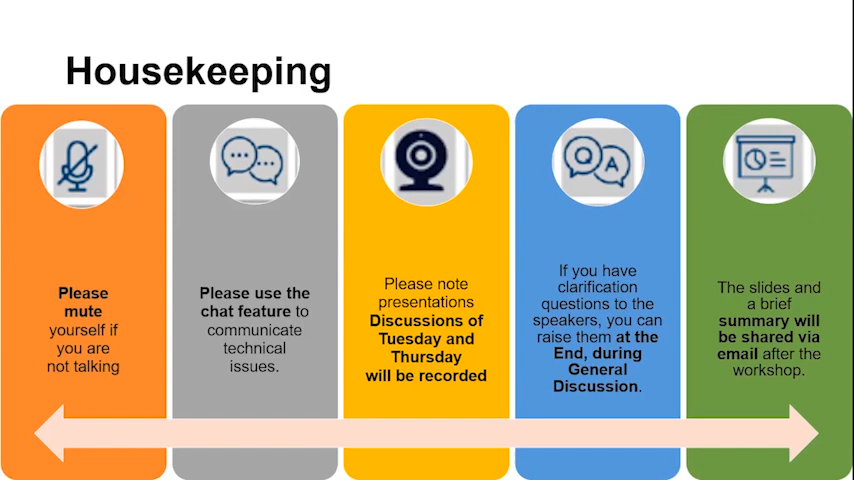 Housekeeping
Please
mute
yourself if
you are
not talking
Please use the
chat feature to
communicate
technical
issues.
Please note
presentations
Discussions of
Tuesday and
Thursday
will be recorded
Q
A
If you have
clarification
questions to the
speakers, you can
raise them at the
End, during
General
Discussion.
The slides and
a brief
summary will
be shared via
email after the
workshop.